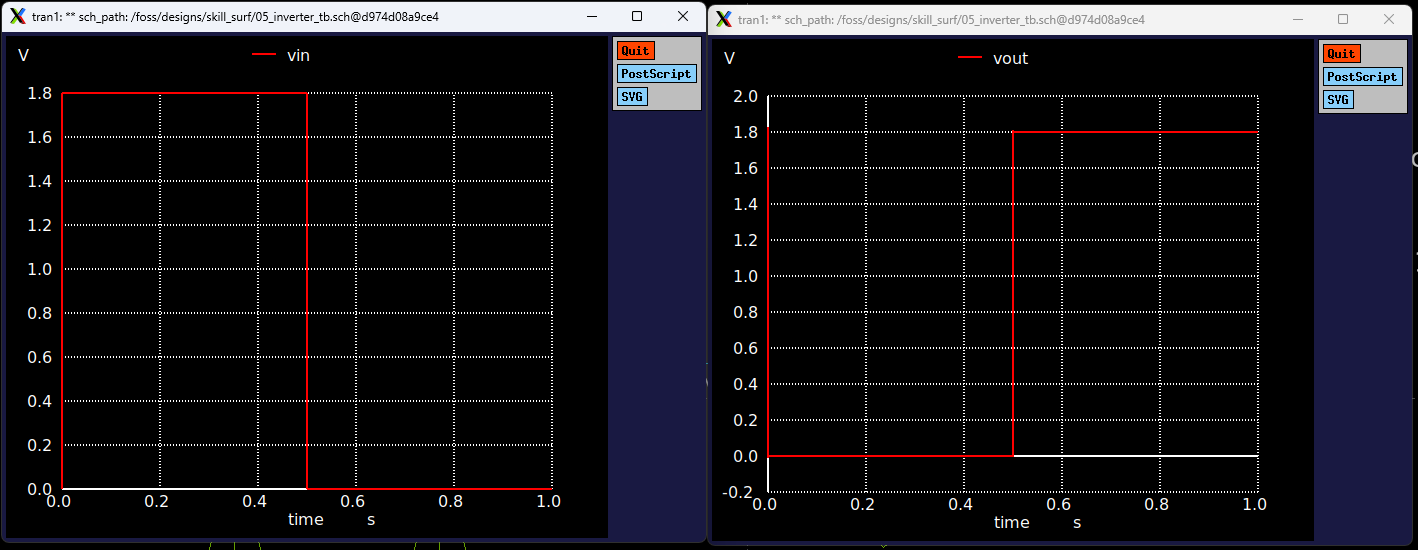 tran1: ** sch_path: /foss/designs/skill_surf/05_inverter_tb.sch@d974d08a9ce4
V
vin
Quit
PostScript
SVG
1.8
1.6
1.4
1.2
1.0
0.8
0.6
0.4
0.2
0.0
0.0 0.2 0.4 0.6 0.8 1.0
time s
tran1: ** sch_path: /foss/designs/skill_surf/05_inverter_tb.sch@d974d08a9ce4
V
vout
Quit
PostScript
SVG
2.0
1.8
1.6
1.4
1.2
1.0
0.8
0.6
0.4
0.2
0.0
-0.2
0.0 0.2 0.4 0.6 0.8 1.0
time s